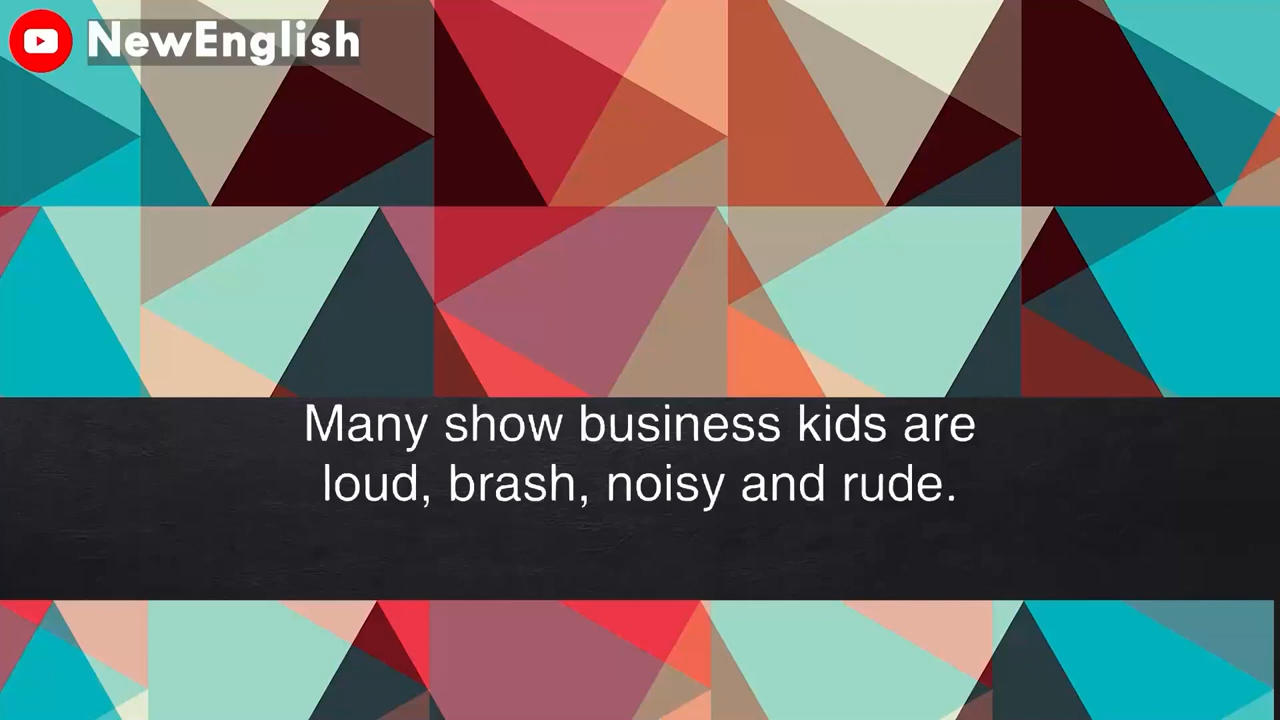 NewEnglish
Many show business kids are
loud, brash, noisy and rude.